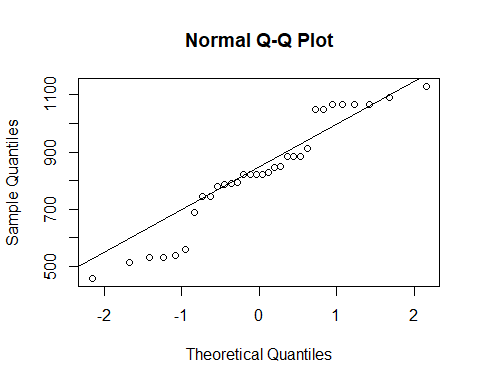 Normal Q-Q Plot
Sample Quantiles
1100
900
700
500
-2 -1 0 1 2
Theoretical Quantiles